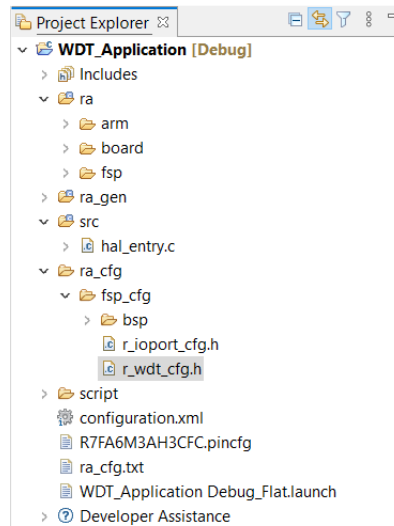 Project Explorer
WDT_Application [Debug]
Includes
ra
arm
board
fsp
ra_gen
src
hal_entry.c
ra_cfg
fsp_cfg
bsp
r_ioport_cfg.h
r_wdt_cfg.h
script
configuration.xml
R7FA6M3AH3CFC.pincfg
ra_cfg.txt
WDT_Application Debug_Flat.launch
Developer Assistance